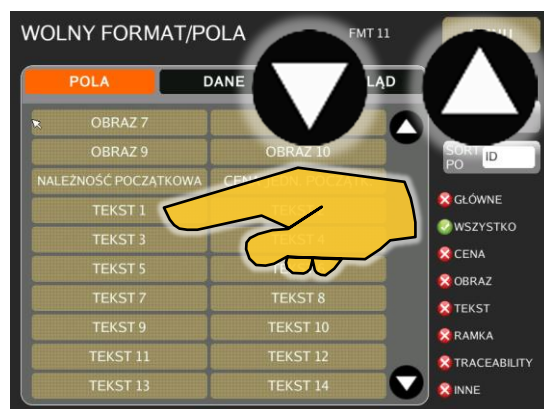 WOLNY FORMAT/POLA
FMT 11
POLA
DANE
OBRAZ 7
OBRAZ 9
OBRAZ 10
SORT
PO
ID
NALEŻNOŚĆ POCZĄTKOWA
GŁÓWNE
TEKST 1
WSZYSTKO
TEKST 3
TEKST 4
CENA
TEKST 5
OBRAZ
TEKST 7
TEKST 8
TEKST
TEKST 9
TEKST 10
RAMKA
TEKST 11
TEKST 12
TRACEABILITY
TEKST 13
TEKST 14
INNE